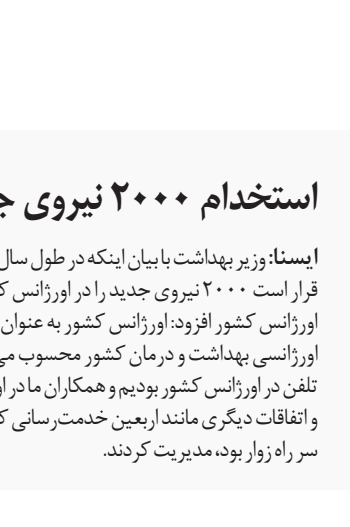 استخدام ۲۰۰۰ نیروی
ایسنا: وزیر بهداشت با بیان اینکه در طول سال
قرار است ۲۰۰۰ نیروی جدید را در اورژانس
اورژانس کشور افزود: اورژانس کشور به عنوان
اورژانسی بهداشت و درمان کشور محسوب
تلفن در اورژانس کشور بودیم و همکاران ما در
و اتفاقات دیگری مانند اربعین خدمت‌رسانی
سر راه زوار بود، مدیریت کردند.